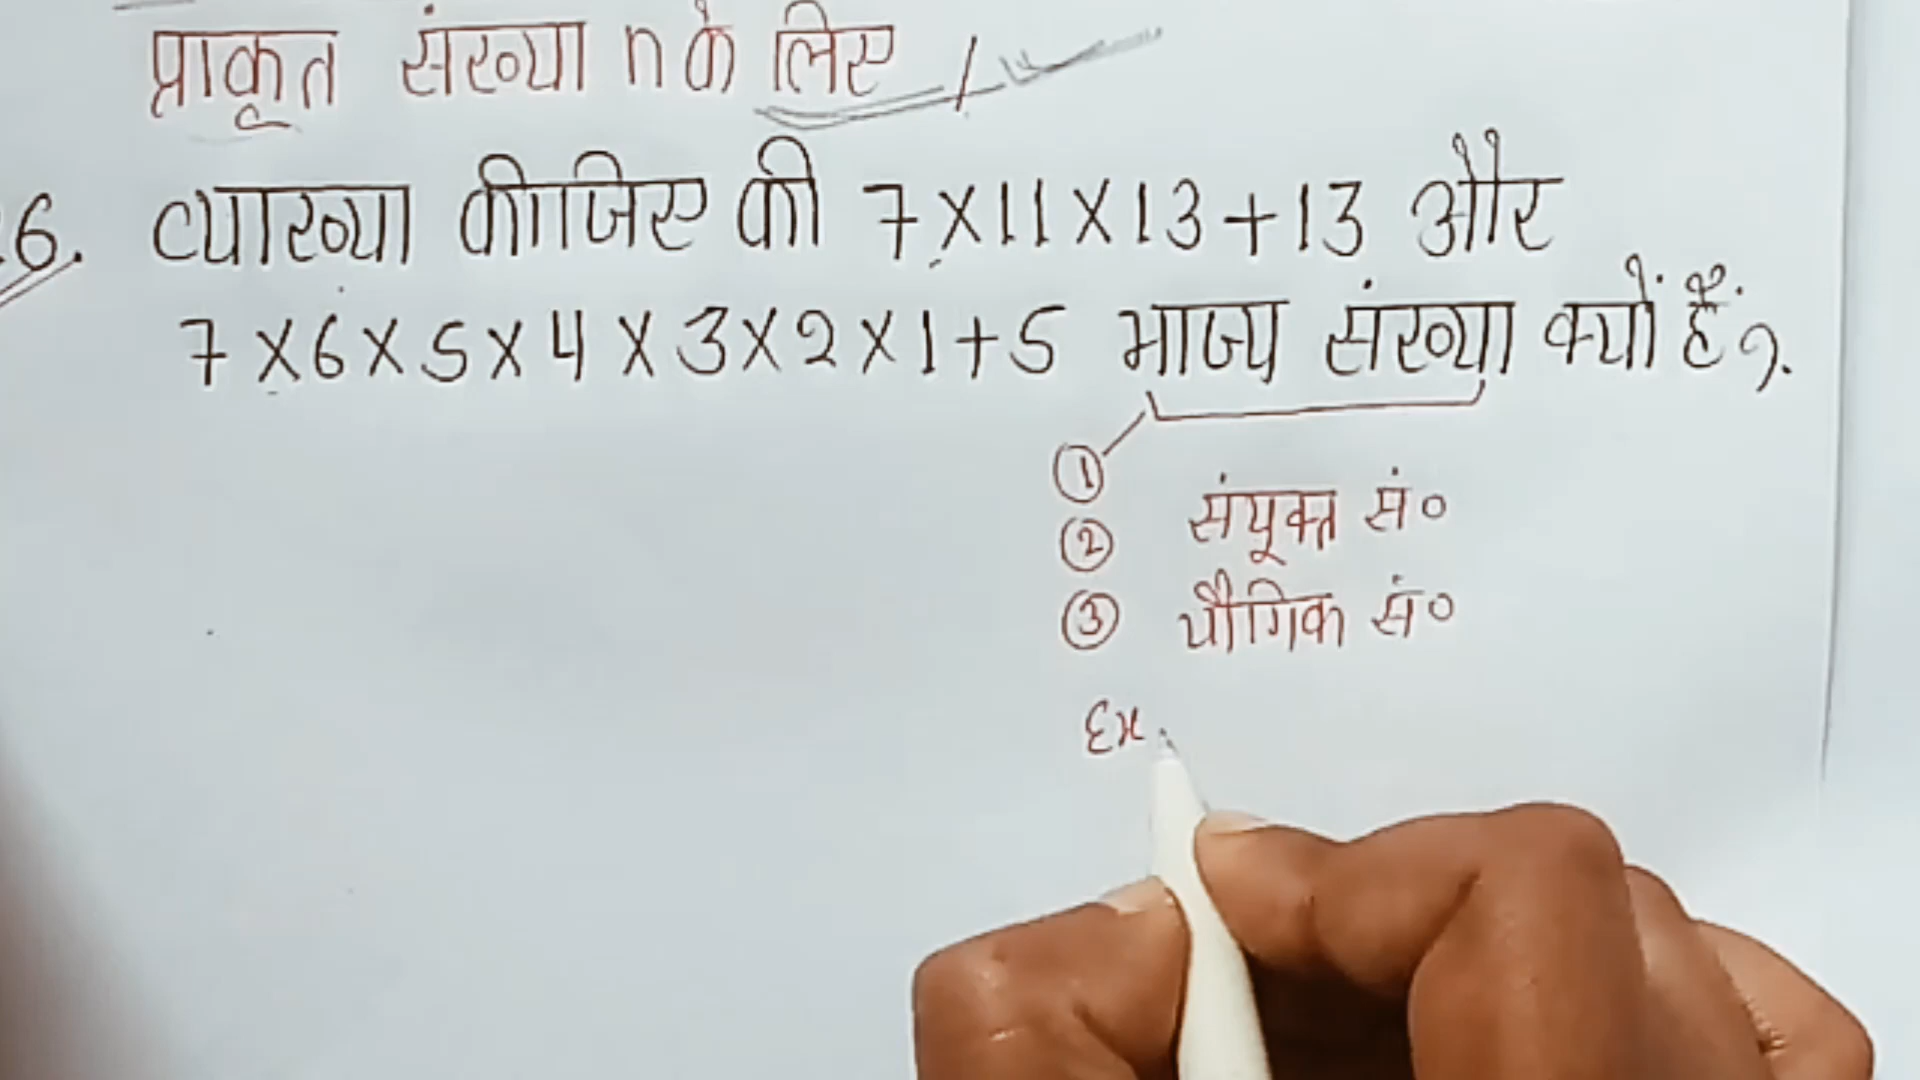 प्राकृत संख्या n के लिए /
6. व्याख्या कीजिए की 7×11×13+13 और
7×6×5×4×3×2×1+5 भाज्य संख्या क्यों हैं?
①
② संयूक्त सं०
③ यौगिक सं०
Ex